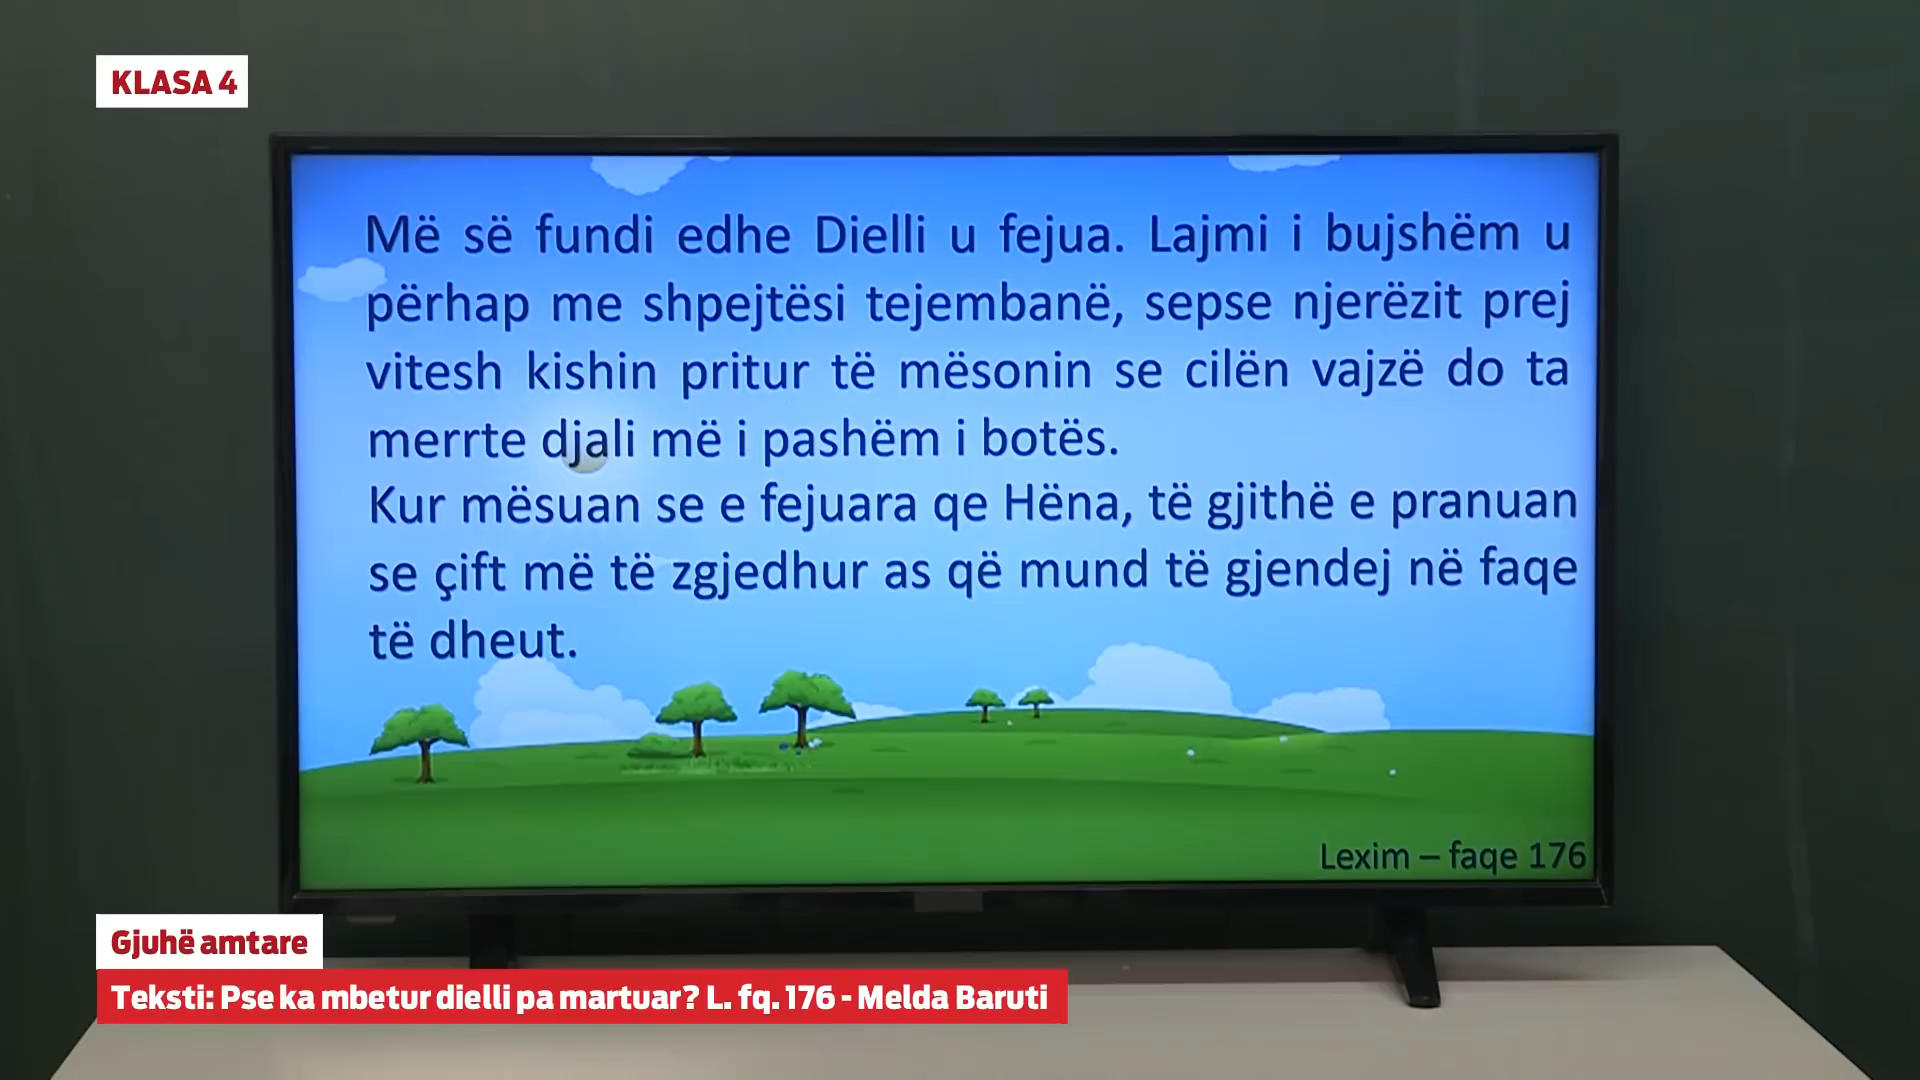 KLASA 4
Më së fundi edhe Dielli u fejua. Lajmi i bujshëm u
përhap me shpejtësi tejembanë, sepse njerëzit prej
vitesh kishin pritur të mësonin se cilën vajzë do ta
merrte djali më i pashëm i botës.
Kur mësuan se e fejuara qe Hëna, të gjithë e pranuan
se çift më të zgjedhur as që mund të gjendej në faqe
të dheut.
Lexim – faqe 176
Gjuhë amtare
Teksti: Pse ka mbetur dielli pa martuar? L. fq. 176 - Melda Baruti